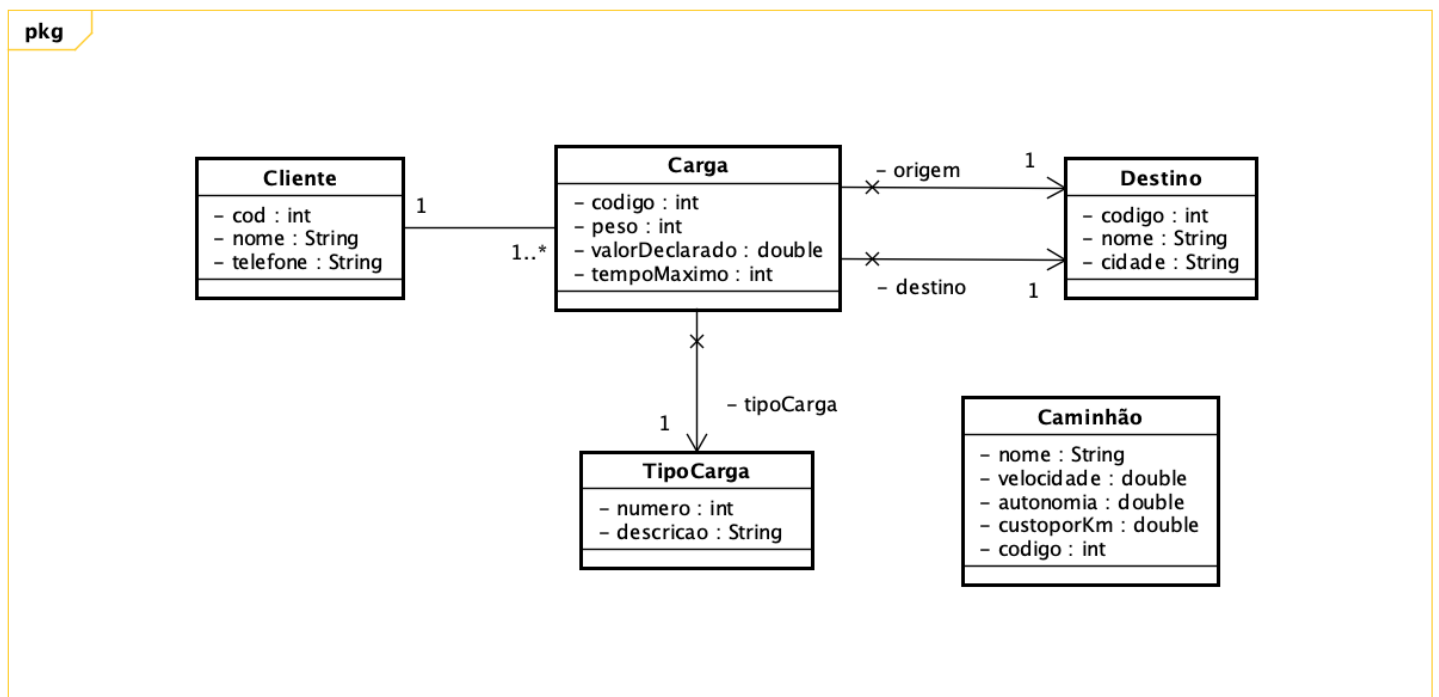 pkg
Cliente
- cod : int
- nome : String
- telefone : String
1
1..*
Carga
- codigo : int
- peso : int
- valorDeclarado : double
- tempoMaximo : int
- origem
1
- destino
1
Destino
- codigo : int
- nome : String
- cidade : String
- tipoCarga
1
TipoCarga
- numero : int
- descricao : String
Caminhão
- nome : String
- velocidade : double
- autonomia : double
- custoporKm : double
- codigo : int